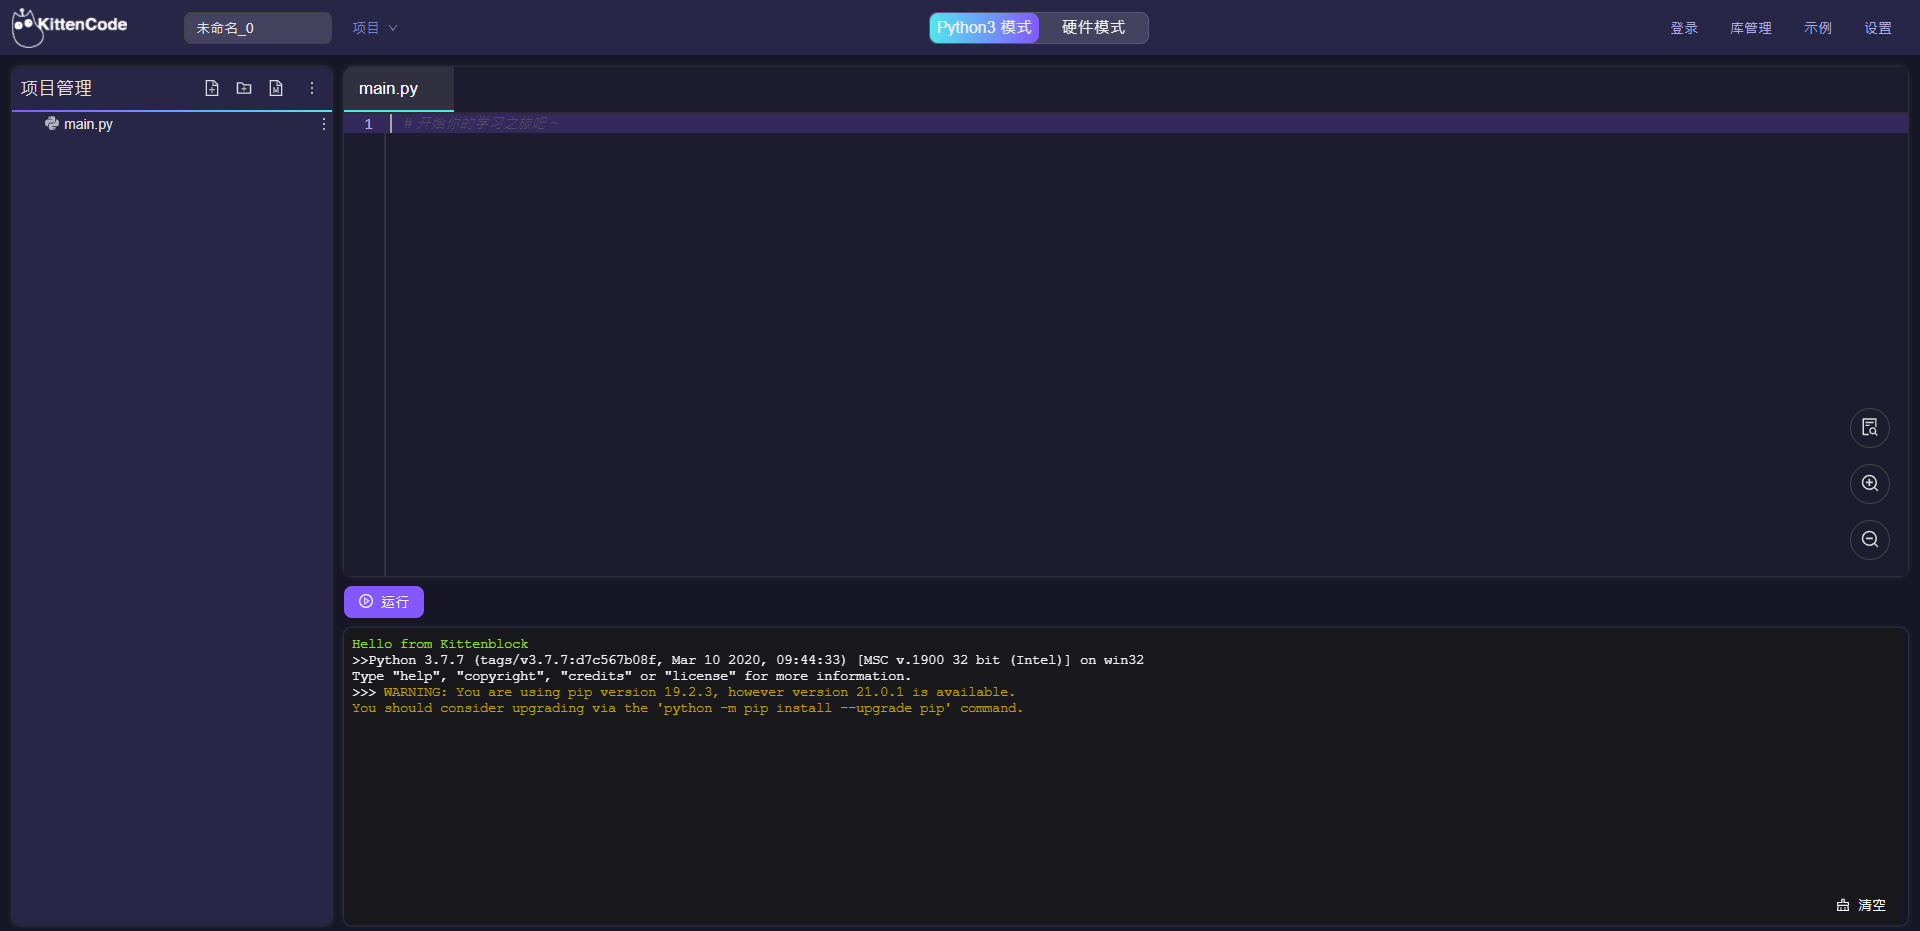 KittenCode
未命名_0
项目
Python3 模式
硬件模式
登录
库管理
示例
设置
项目管理
main.py
main.py
1
# 开始你的学习之旅吧~
运行
Hello from Kittenblock
>>Python 3.7.7 (tags/v3.7.7:d7c567b08f, Mar 10 2020, 09:44:33) [MSC v.1900 32 bit (Intel)] on win32
Type "help", "copyright", "credits" or "license" for more information.
>>> WARNING: You are using pip version 19.2.3, however version 21.0.1 is available.
You should consider upgrading via the 'python -m pip install --upgrade pip' command.
清空